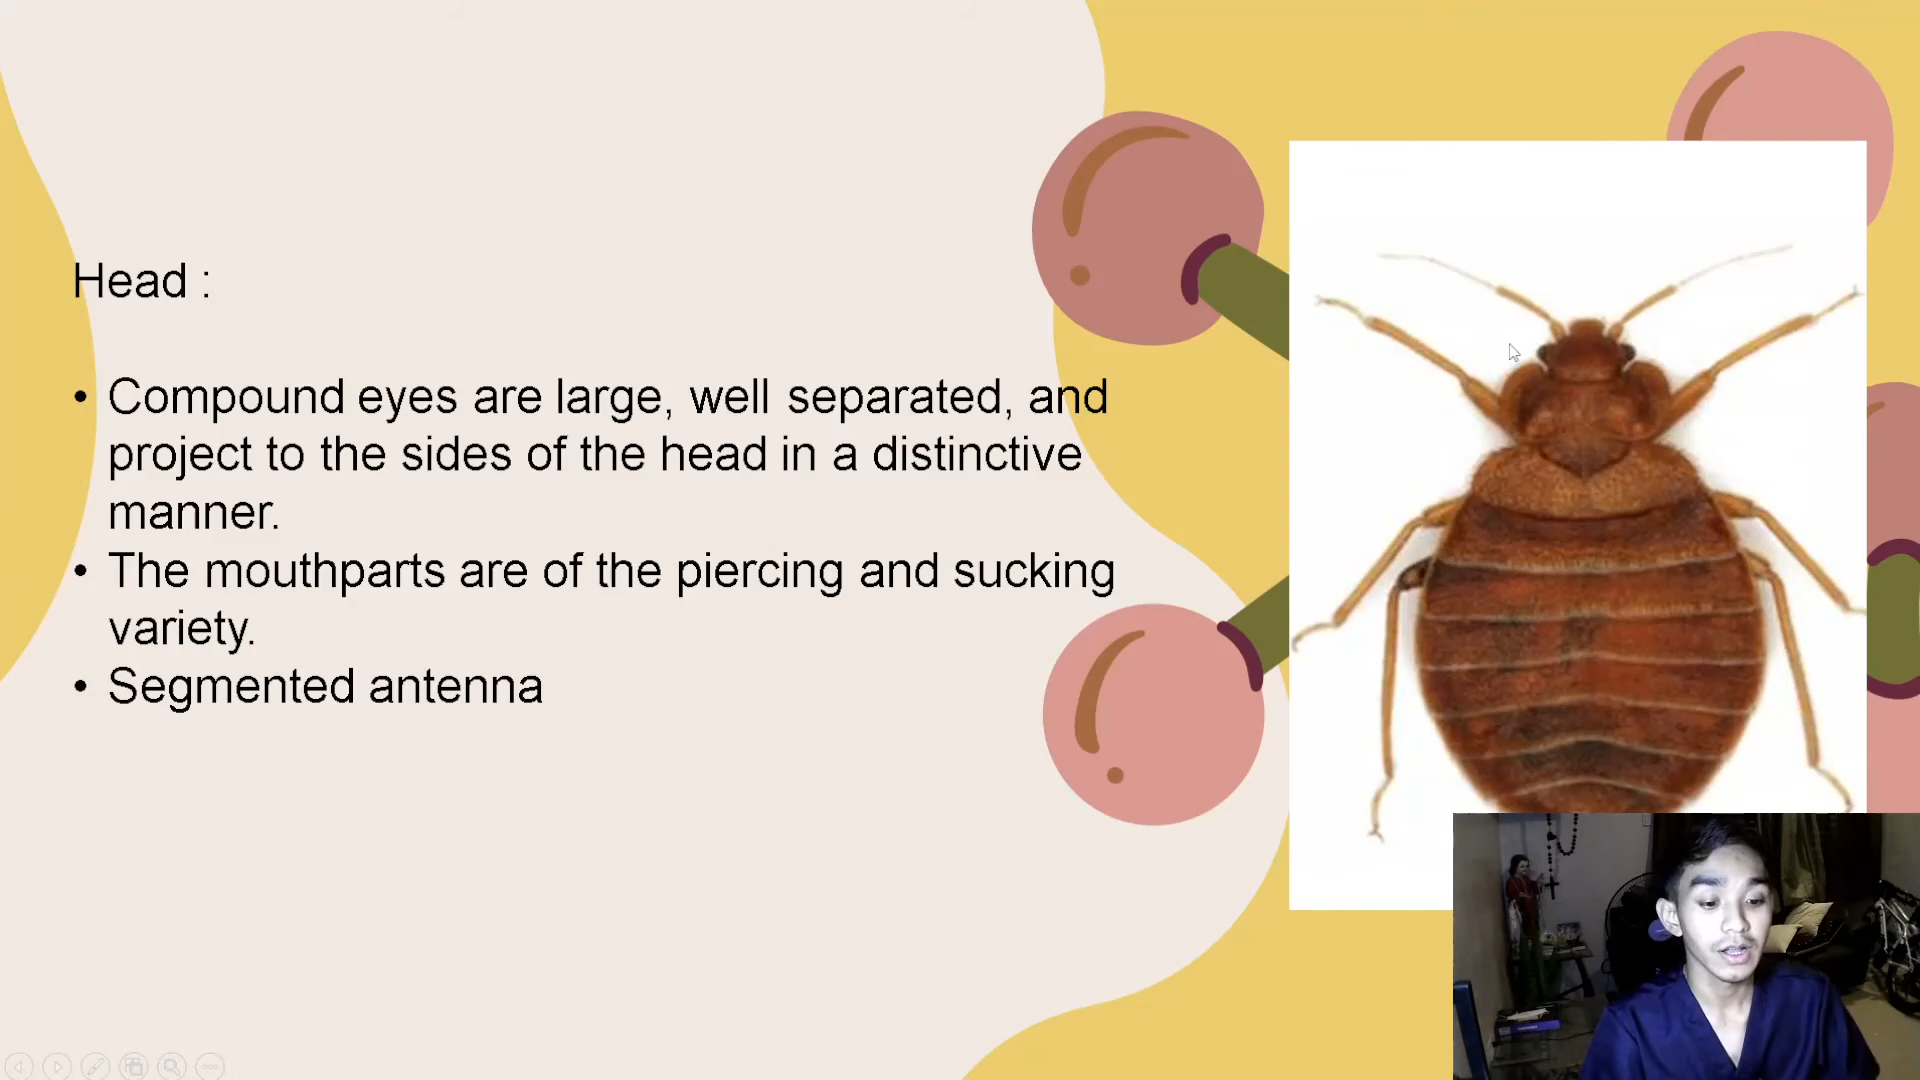 Head :
• Compound eyes are large, well separated, and
project to the sides of the head in a distinctive
manner.
• The mouthparts are of the piercing and sucking
variety.
• Segmented antenna